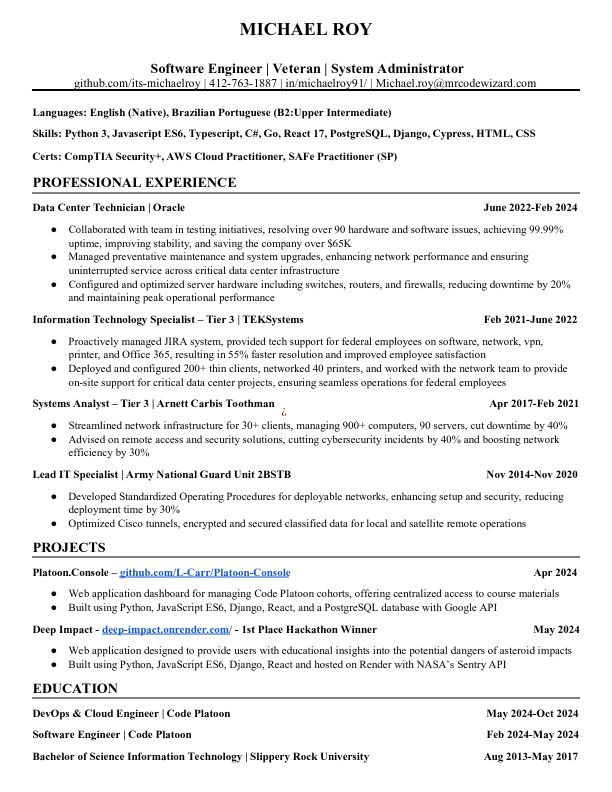 MICHAEL ROY
Software Engineer | Veteran | System Administrator
github.com/its-michaelroy | 412-763-1887 | in/michaelroy91/ | Michael.roy@mrcodewizard.com
Languages: English (Native), Brazilian Portuguese (B2:Upper Intermediate)
Skills: Python 3, Javascript ES6, Typescript, C#, Go, React 17, PostgreSQL, Django, Cypress, HTML, CSS
Certs: CompTIA Security+, AWS Cloud Practitioner, SAFe Practitioner (SP)
PROFESSIONAL EXPERIENCE
Data Center Technician | Oracle June 2022-Feb 2024
● Collaborated with team in testing initiatives, resolving over 90 hardware and software issues, achieving 99.99%
uptime, improving stability, and saving the company over $65K
● Managed preventative maintenance and system upgrades, enhancing network performance and ensuring
uninterrupted service across critical data center infrastructure
● Configured and optimized server hardware including switches, routers, and firewalls, reducing downtime by 20%
and maintaining peak operational performance
Information Technology Specialist – Tier 3 | TEKSystems Feb 2021-June 2022
● Proactively managed JIRA system, provided tech support for federal employees on software, network, vpn,
printer, and Office 365, resulting in 55% faster resolution and improved employee satisfaction
● Deployed and configured 200+ thin clients, networked 40 printers, and worked with the network team to provide
on-site support for critical data center projects, ensuring seamless operations for federal employees
Systems Analyst – Tier 3 | Arnett Carbis Toothman Apr 2017-Feb 2021
¿
● Streamlined network infrastructure for 30+ clients, managing 900+ computers, 90 servers, cut downtime by 40%
● Advised on remote access and security solutions, cutting cybersecurity incidents by 40% and boosting network
efficiency by 30%
Lead IT Specialist | Army National Guard Unit 2BSTB Nov 2014-Nov 2020
● Developed Standardized Operating Procedures for deployable networks, enhancing setup and security, reducing
deployment time by 30%
● Optimized Cisco tunnels, encrypted and secured classified data for local and satellite remote operations
PROJECTS
Platoon.Console – github.com/L-Carr/Platoon-Console Apr 2024
● Web application dashboard for managing Code Platoon cohorts, offering centralized access to course materials
● Built using Python, JavaScript ES6, Django, React, and a PostgreSQL database with Google API
Deep Impact - deep-impact.onrender.com/ - 1st Place Hackathon Winner May 2024
● Web application designed to provide users with educational insights into the potential dangers of asteroid impacts
● Built using Python, JavaScript ES6, Django, React and hosted on Render with NASA's Sentry API
EDUCATION
DevOps & Cloud Engineer | Code Platoon May 2024-Oct 2024
Software Engineer | Code Platoon Feb 2024-May 2024
Bachelor of Science Information Technology | Slippery Rock University Aug 2013-May 2017